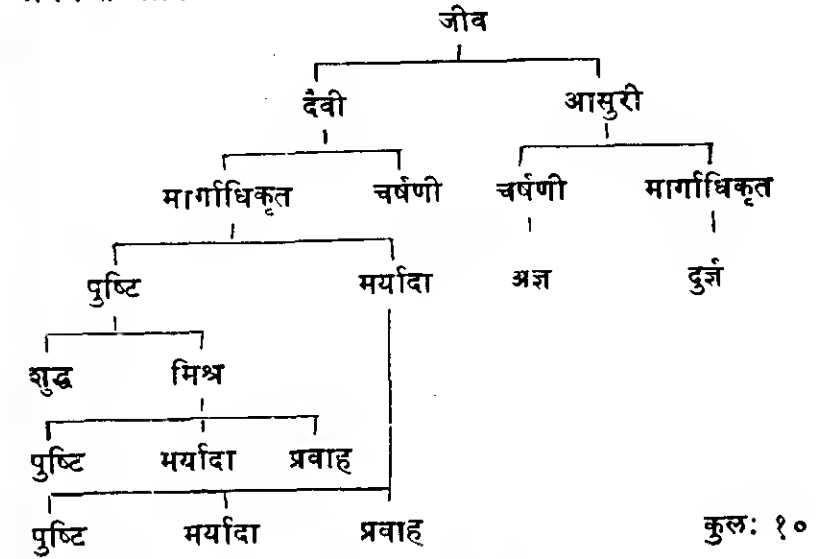 जीव
दैवी आसुरी
मार्गाधिकृत चर्षणी चर्षणी मार्गाधिकृत
पुष्टि मर्यादा अज्ञ दुर्ज्ञ
शुद्ध मिश्र
पुष्टि मर्यादा प्रवाह
पुष्टि मर्यादा प्रवाह कुल: १०